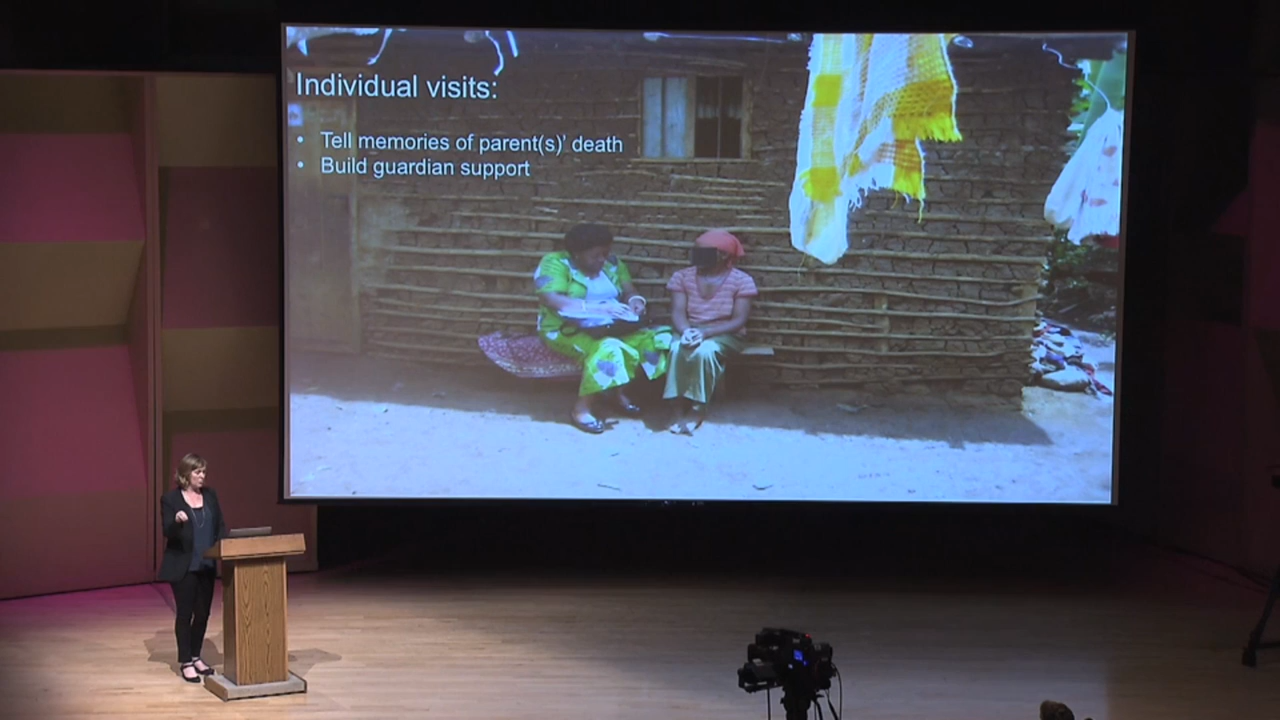 Individual visits:
• Tell memories of parent(s)' death
• Build guardian support